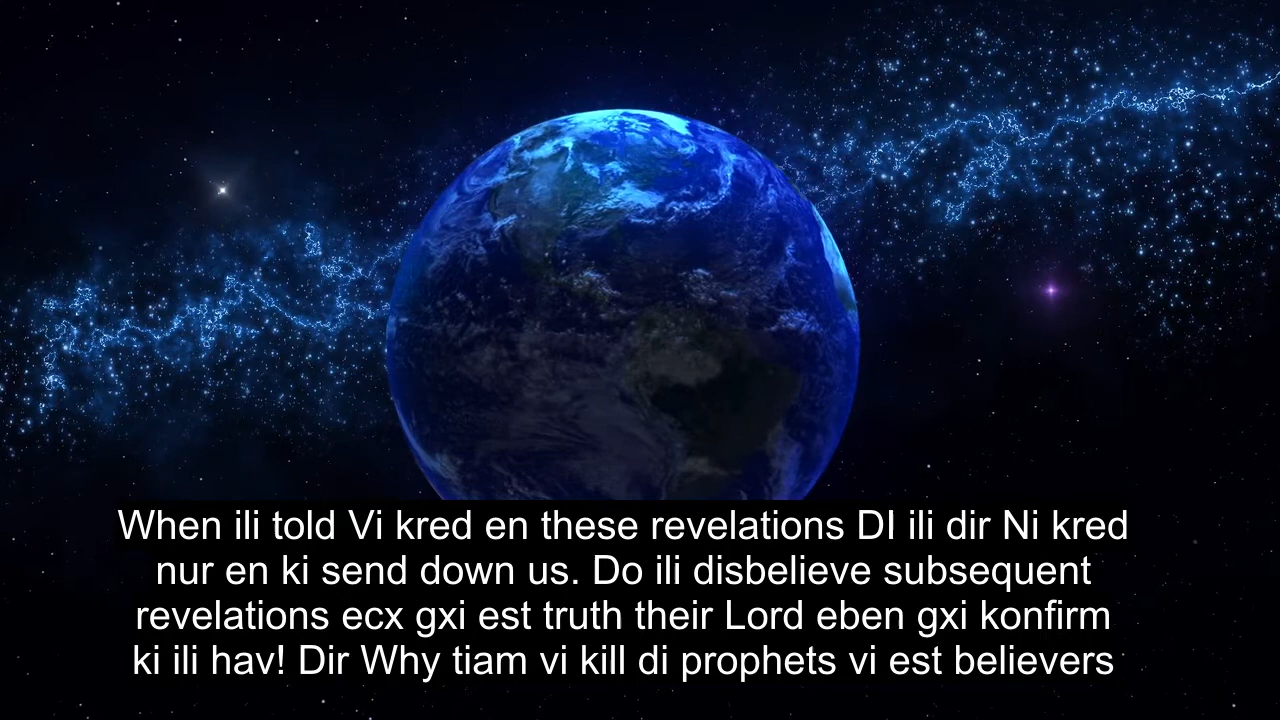 When ili told Vi kred en these revelations DI ili dir Ni kred
nur en ki send down us. Do ili disbelieve subsequent
revelations ecx gxi est truth their Lord eben gxi konfirm
ki ili hav! Dir Why tiam vi kill di prophets vi est believers